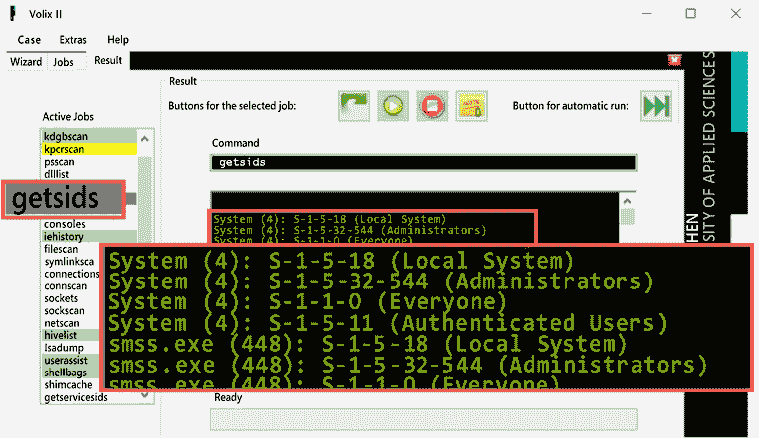 Volix II
Case Extras Help
Wizard Jobs Result
Result
Buttons for the selected job:
Button for automatic run:
Active Jobs
kdgbscan
kpcrscan
psscan
dlllist
getsids
consoles
iehistory
filescan
symlinksca
connections
connscan
sockets
sockscan
netscan
hivelist
lsadump
userassist
shellbags
shimcache
getservicesids
Command
getsids
System (4): S-1-5-18 (Local System)
System (4): S-1-5-32-544 (Administrators)
System (4): S-1-1-0 (Everyone)
System (4): S-1-5-18 (Local System)
System (4): S-1-5-32-544 (Administrators)
System (4): S-1-1-0 (Everyone)
System (4): S-1-5-11 (Authenticated Users)
smss.exe (448): S-1-5-18 (Local System)
smss.exe (448): S-1-5-32-544 (Administrators)
smss.exe (448): S-1-1-0 (Everyone)
Ready
HEN
SITY OF APPLIED SCIENCES